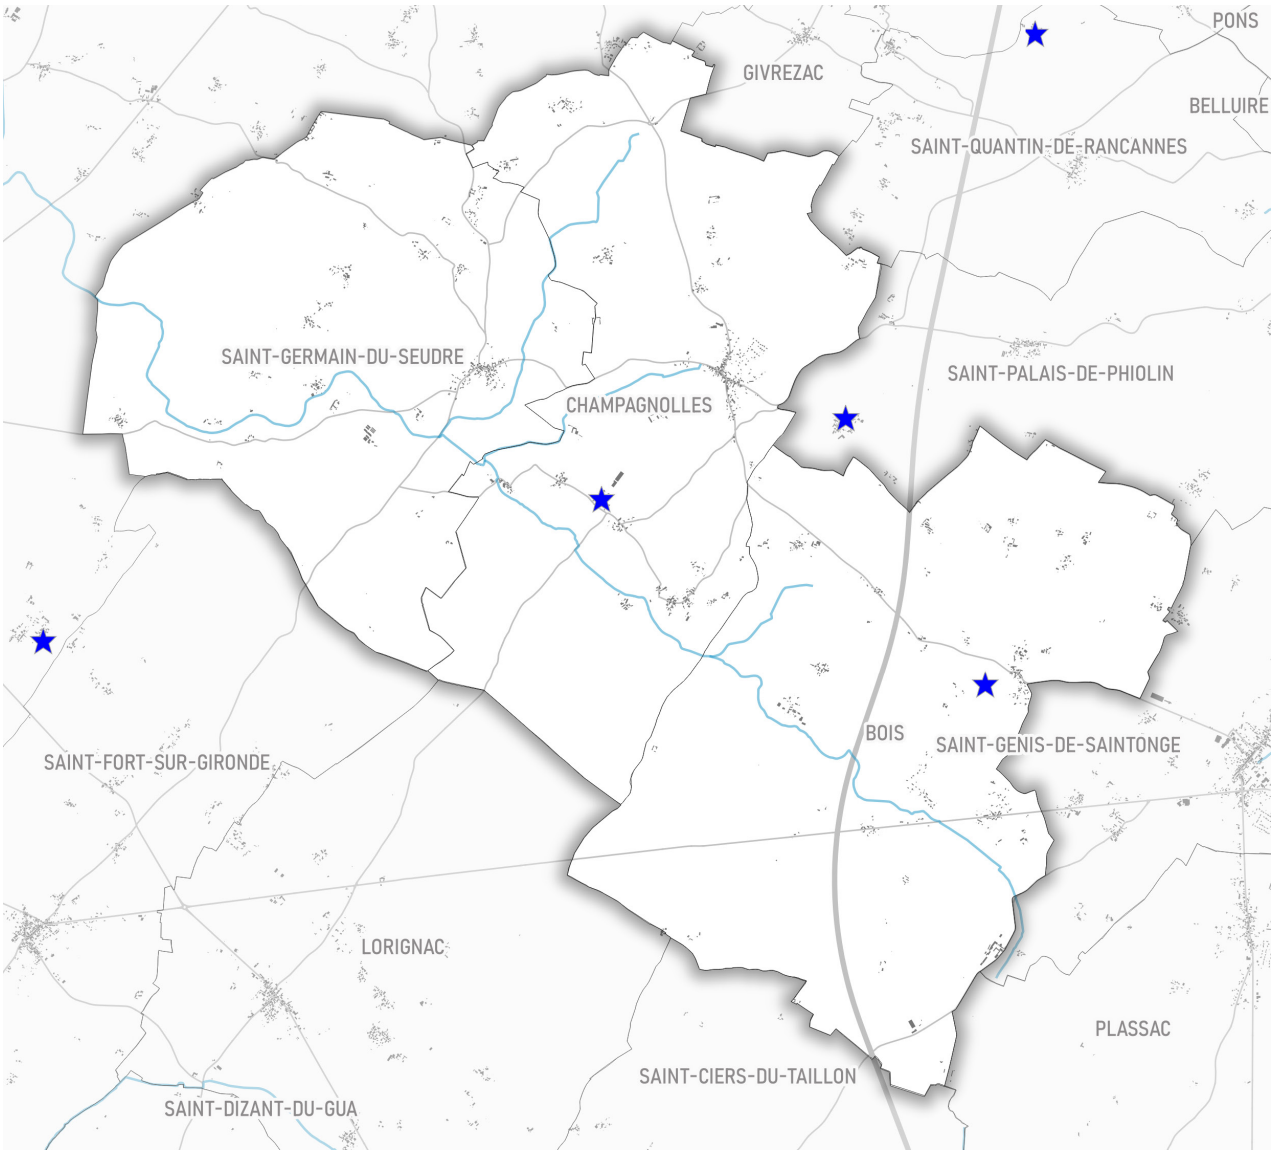 PONS
GIVREZAC
BELLUIRE
SAINT-QUANTIN-DE-RANCANNES
SAINT-GERMAIN-DU-SEUDRE
SAINT-PALAIS-DE-PHIOLIN
CHAMPAGNOLLES
BOIS
SAINT-GENIS-DE-SAINTONGE
SAINT-FORT-SUR-GIRONDE
LORIGNAC
PLASSAC
SAINT-CIERS-DU-TAILLON
SAINT-DIZANT-DU-GUA